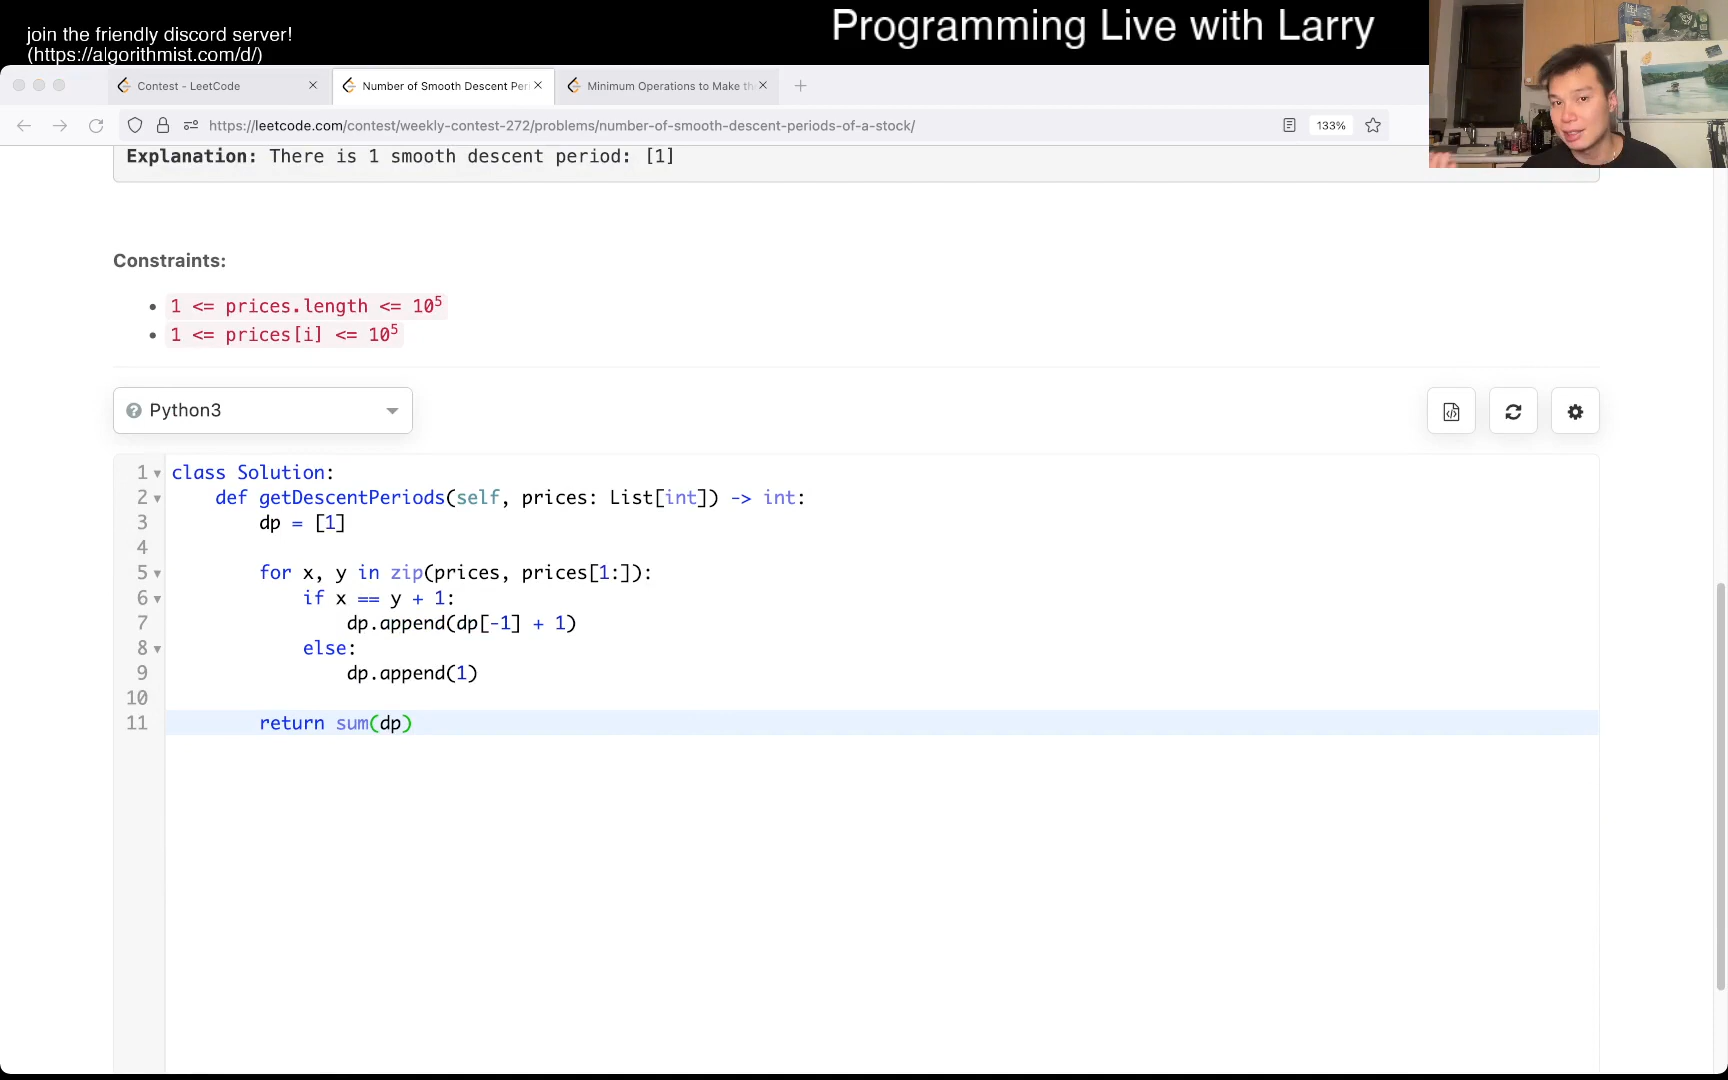 join the friendly discord server!
(https://algorithmist.com/d/)
Programming Live with Larry
Contest - LeetCode
Number of Smooth Descent Per
Minimum Operations to Make th
https://leetcode.com/contest/weekly-contest-272/problems/number-of-smooth-descent-periods-of-a-stock/
133%
Explanation: There is 1 smooth descent period: [1]
Constraints:
1 <= prices.length <= 10⁵
1 <= prices[i] <= 10⁵
Python3
1 class Solution:
2 def getDescentPeriods(self, prices: List[int]) -> int:
3 dp = [1]
4
5 for x, y in zip(prices, prices[1:]):
6 if x == y + 1:
7 dp.append(dp[-1] + 1)
8 else:
9 dp.append(1)
10
11 return sum(dp)